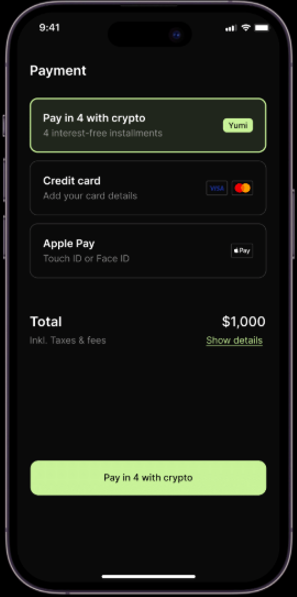 9:41
Payment
Pay in 4 with crypto
4 interest-free installments
Yumi
Credit card
Add your card details
VISA
Apple Pay
Touch ID or Face ID
Pay
Total
$1,000
Inkl. Taxes & fees
Show details
Pay in 4 with crypto